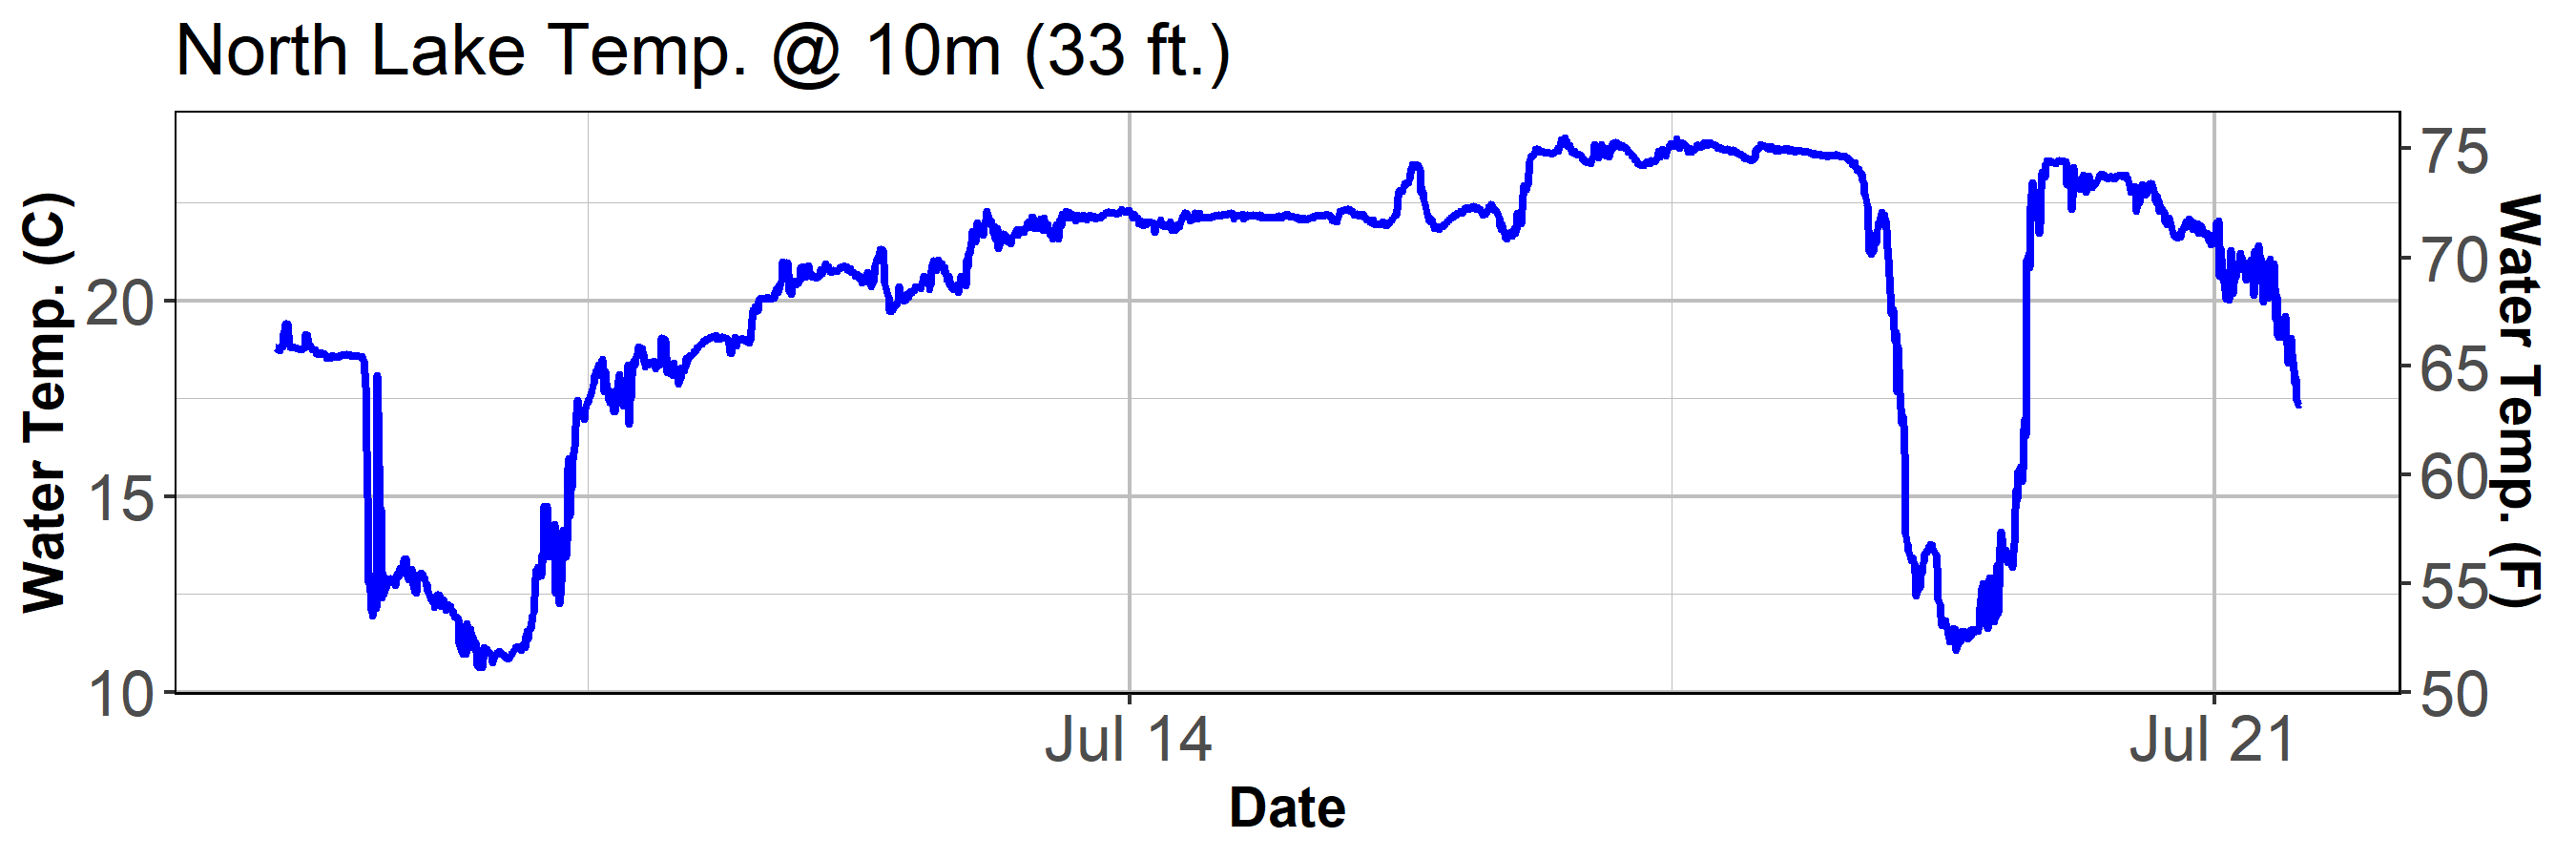 North Lake Temp. @ 10m (33 ft.)
Water Temp. (C)
20
15
10
75
70
65
60
55
50
Water Temp. (F)
Jul 14
Jul 21
Date